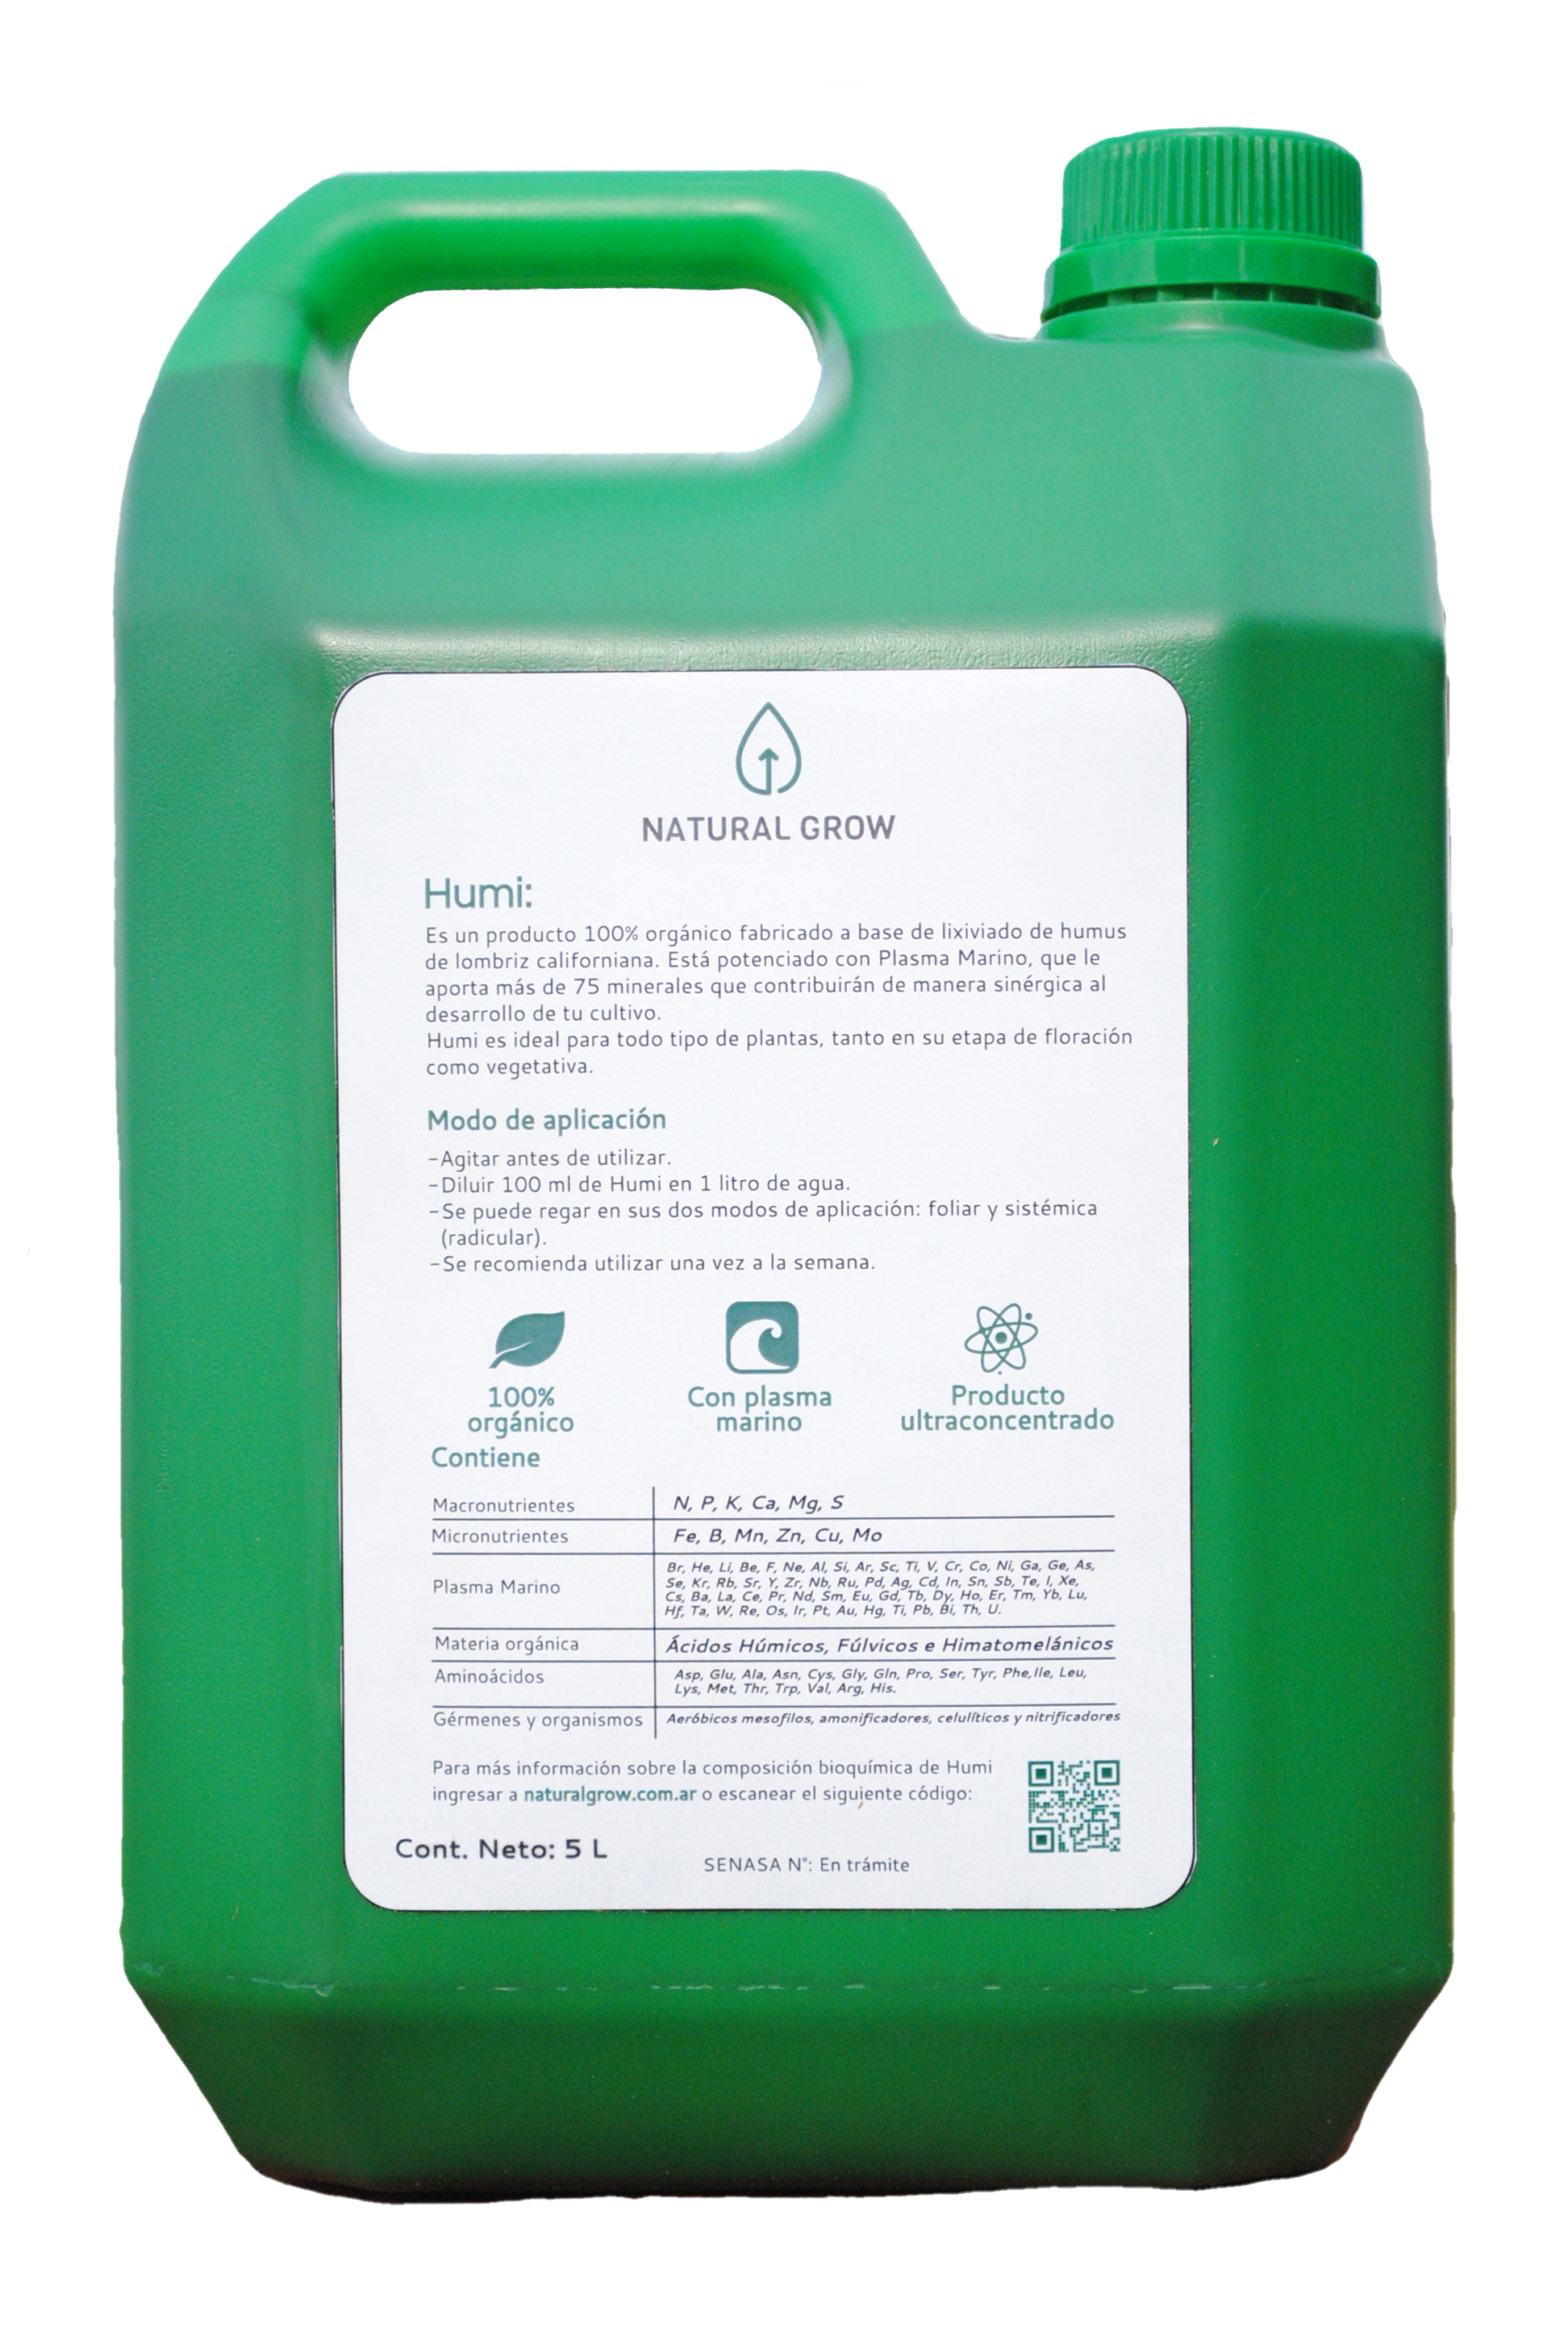 NATURAL GROW
Humi:
Es un producto 100% orgánico fabricado a base de lixiviado de humus
de lombriz californiana. Está potenciado con Plasma Marino, que le
aporta más de 75 minerales que contribuirán de manera sinérgica al
desarrollo de tu cultivo.
Humi es ideal para todo tipo de plantas, tanto en su etapa de floración
como vegetativa.
Modo de aplicación
-Agitar antes de utilizar.
-Diluir 100 ml de Humi en 1 litro de agua.
-Se puede regar en sus dos modos de aplicación: foliar y sistémica
(radicular).
-Se recomienda utilizar una vez a la semana.
100%
orgánico
Con plasma
marino
Producto
ultraconcentrado
Contiene
Macronutrientes N, P, K, Ca, Mg, S
Micronutrientes Fe, B, Mn, Zn, Cu, Mo
Plasma Marino
Br, He, Li, Be, F, Ne, Al, Si, Ar, Sc, Ti, V, Cr, Co, Ni, Ga, Ge, As,
Se, Kr, Rb, Sr, Y, Zr, Nb, Ru, Pd, Ag, Cd, In, Sn, Sb, Te, I, Xe,
Cs, Ba, La, Ce, Pr, Nd, Sm, Eu, Gd, Tb, Dy, Ho, Er, Tm, Yb, Lu,
Hf, Ta, W, Re, Os, Ir, Pt, Au, Hg, Ti, Pb, Bi, Th, U.
Materia orgánica Ácidos Húmicos, Fúlvicos e Himatomelánicos
Aminoácidos Asp, Glu, Ala, Asn, Cys, Gly, Gln, Pro, Ser, Tyr, Phe,Ile, Leu,
Lys, Met, Thr, Trp, Val, Arg, His.
Gérmenes y organismos Aeróbicos mesofilos, amonificadores, celulíticos y nitrificadores
Para más información sobre la composición bioquímica de Humi
ingresar a naturalgrow.com.ar o escanear el siguiente código:
Cont. Neto: 5 L
SENASA N°: En trámite